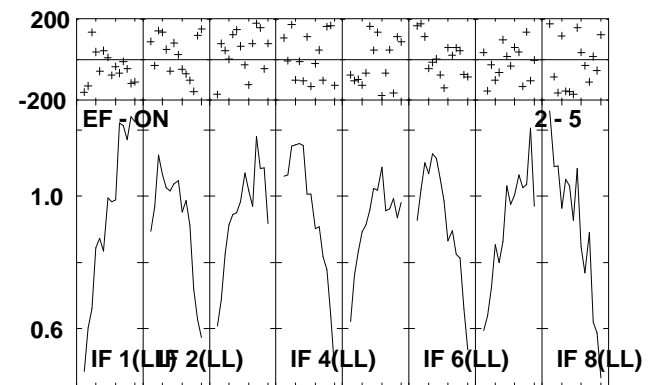 200
-200
EF - ON 2 - 5
1.0
0.6
IF 1(LL) IF 2(LL) IF 4(LL) IF 6(LL) IF 8(LL)